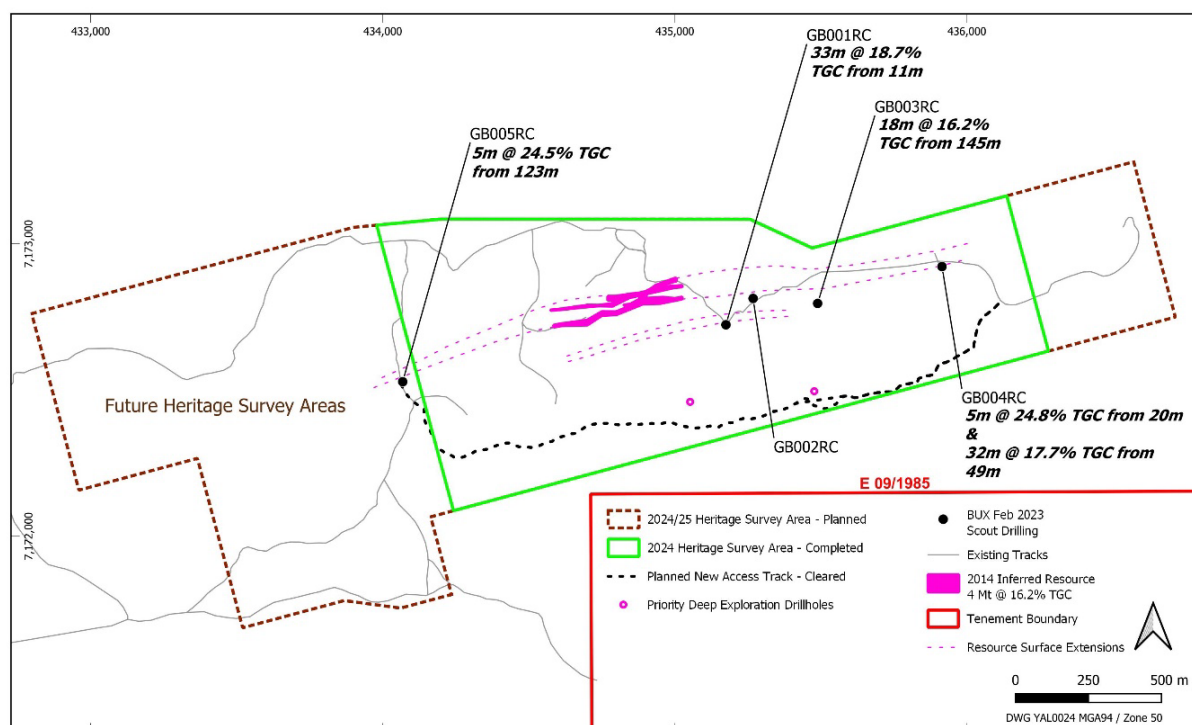 433,000
434,000
435,000
436,000
7,173,000
7,172,000
GB001RC
33m @ 18.7%
TGC from 11m
GB003RC
18m @ 16.2%
TGC from 145m
GB005RC
5m @ 24.5% TGC
from 123m
Future Heritage Survey Areas
GB002RC
GB004RC
5m @ 24.8% TGC from 20m
&
32m @ 17.7% TGC from
49m
E 09/1985
2024/25 Heritage Survey Area - Planned
2024 Heritage Survey Area - Completed
Planned New Access Track - Cleared
Priority Deep Exploration Drillholes
BUX Feb 2023
Scout Drilling
Existing Tracks
2014 Inferred Resource
4 Mt @ 16.2% TGC
Tenement Boundary
Resource Surface Extensions
0 250 500 m
DWG YAL0024 MGA94 / Zone 50